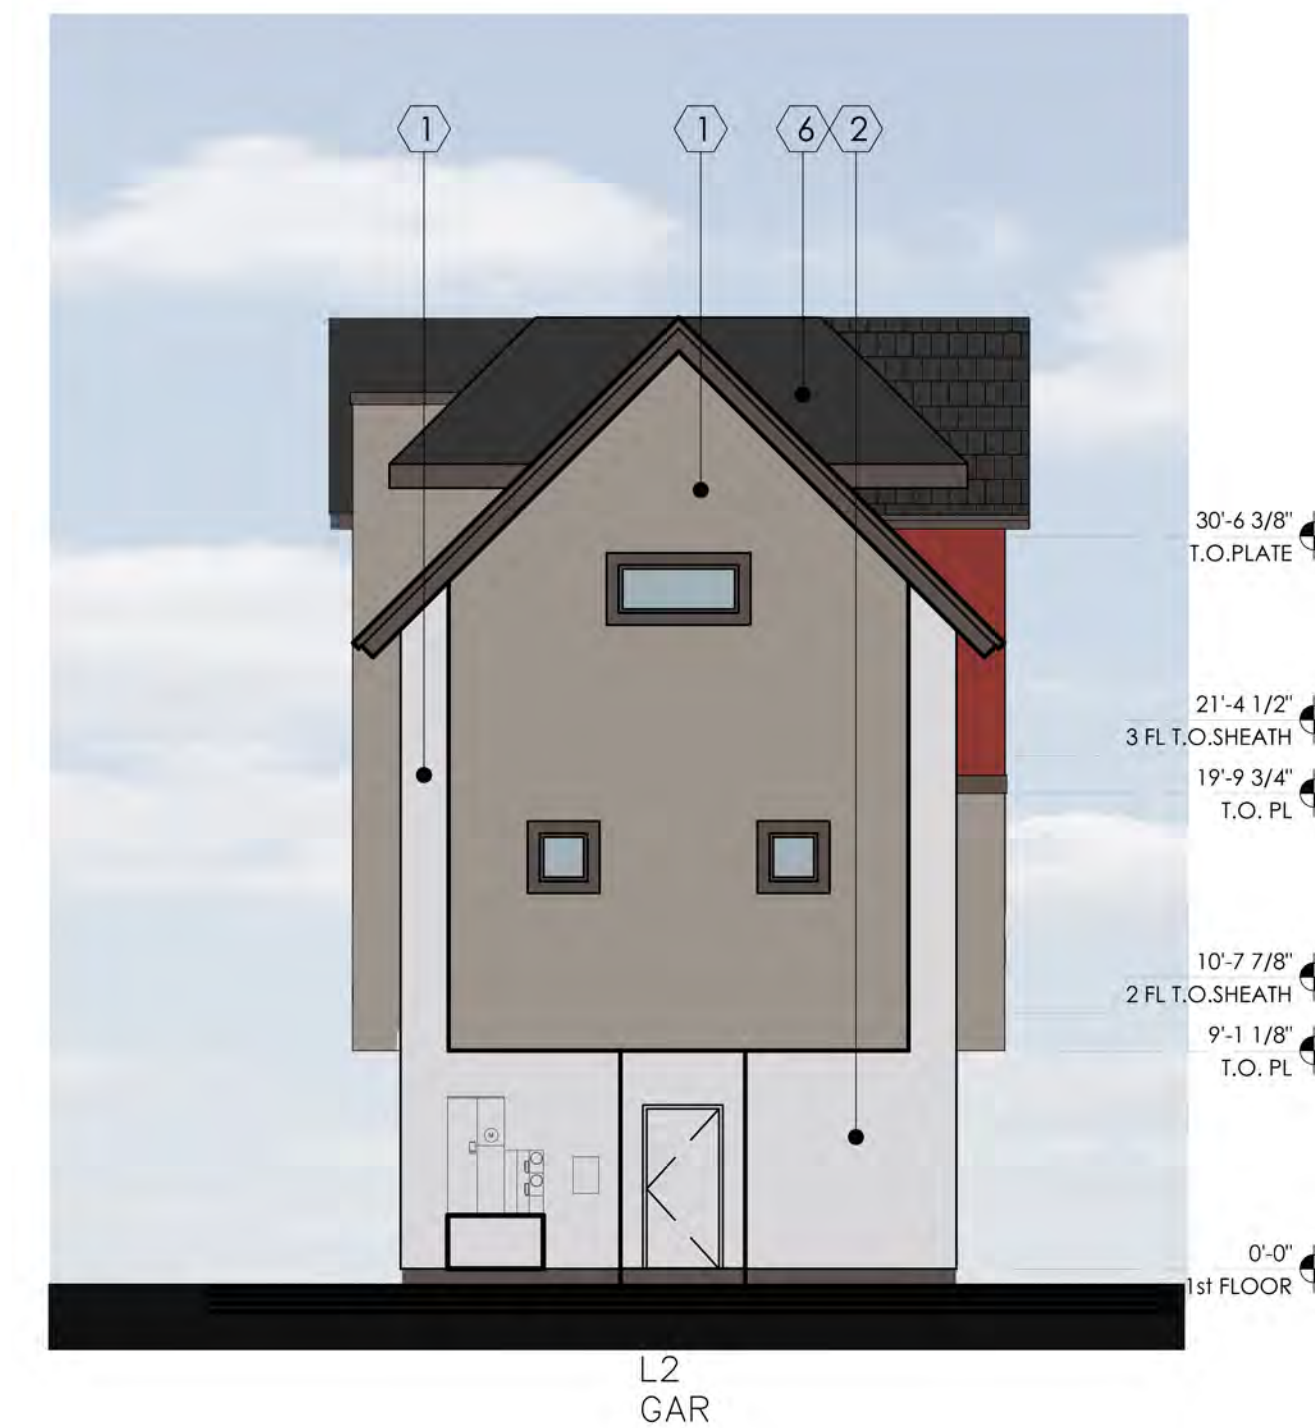 1
1
6
2
30'-6 3/8"
T.O.PLATE
21'-4 1/2"
3 FL T.O.SHEATH
19'-9 3/4"
T.O. PL
10'-7 7/8"
2 FL T.O.SHEATH
9'-1 1/8"
T.O. PL
M
0'-0"
1st FLOOR
L2
GAR